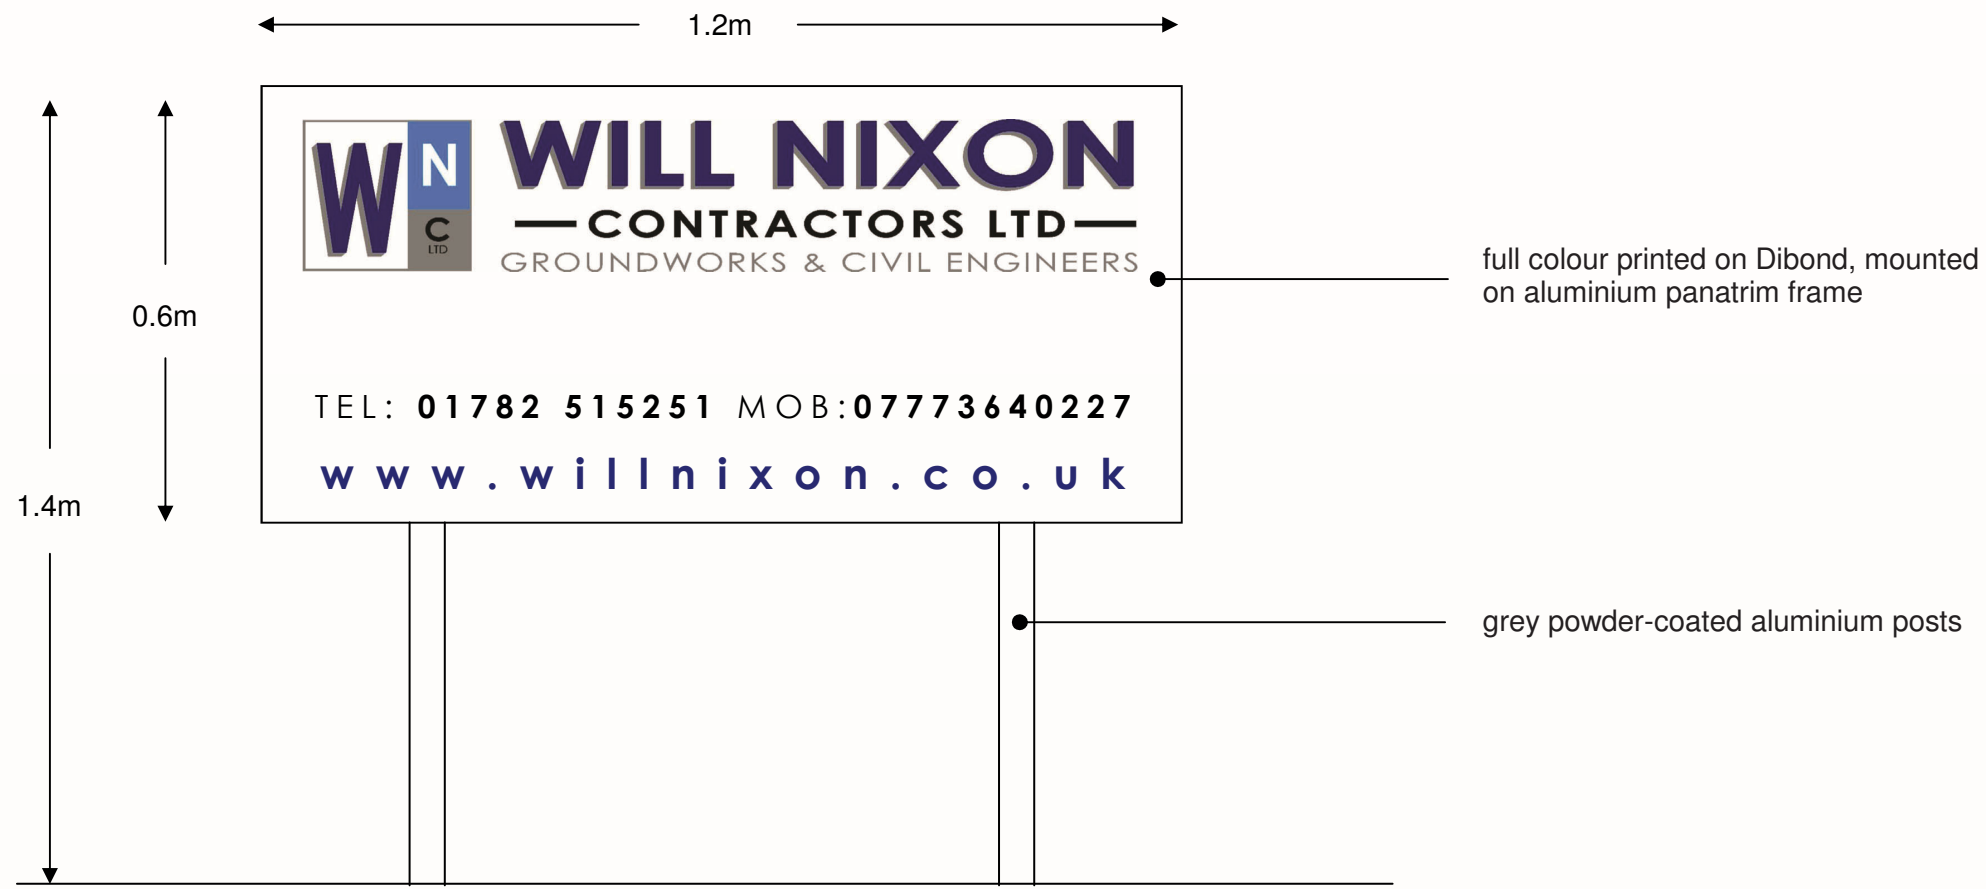 1.2m
W N
C
LTD
WILL NIXON
CONTRACTORS LTD
GROUNDWORKS & CIVIL ENGINEERS
full colour printed on Dibond, mounted
on aluminium panatrim frame
0.6m
TEL: 01782 515251 MOB:07773640227
www.willnixon.co.uk
1.4m
grey powder-coated aluminium posts